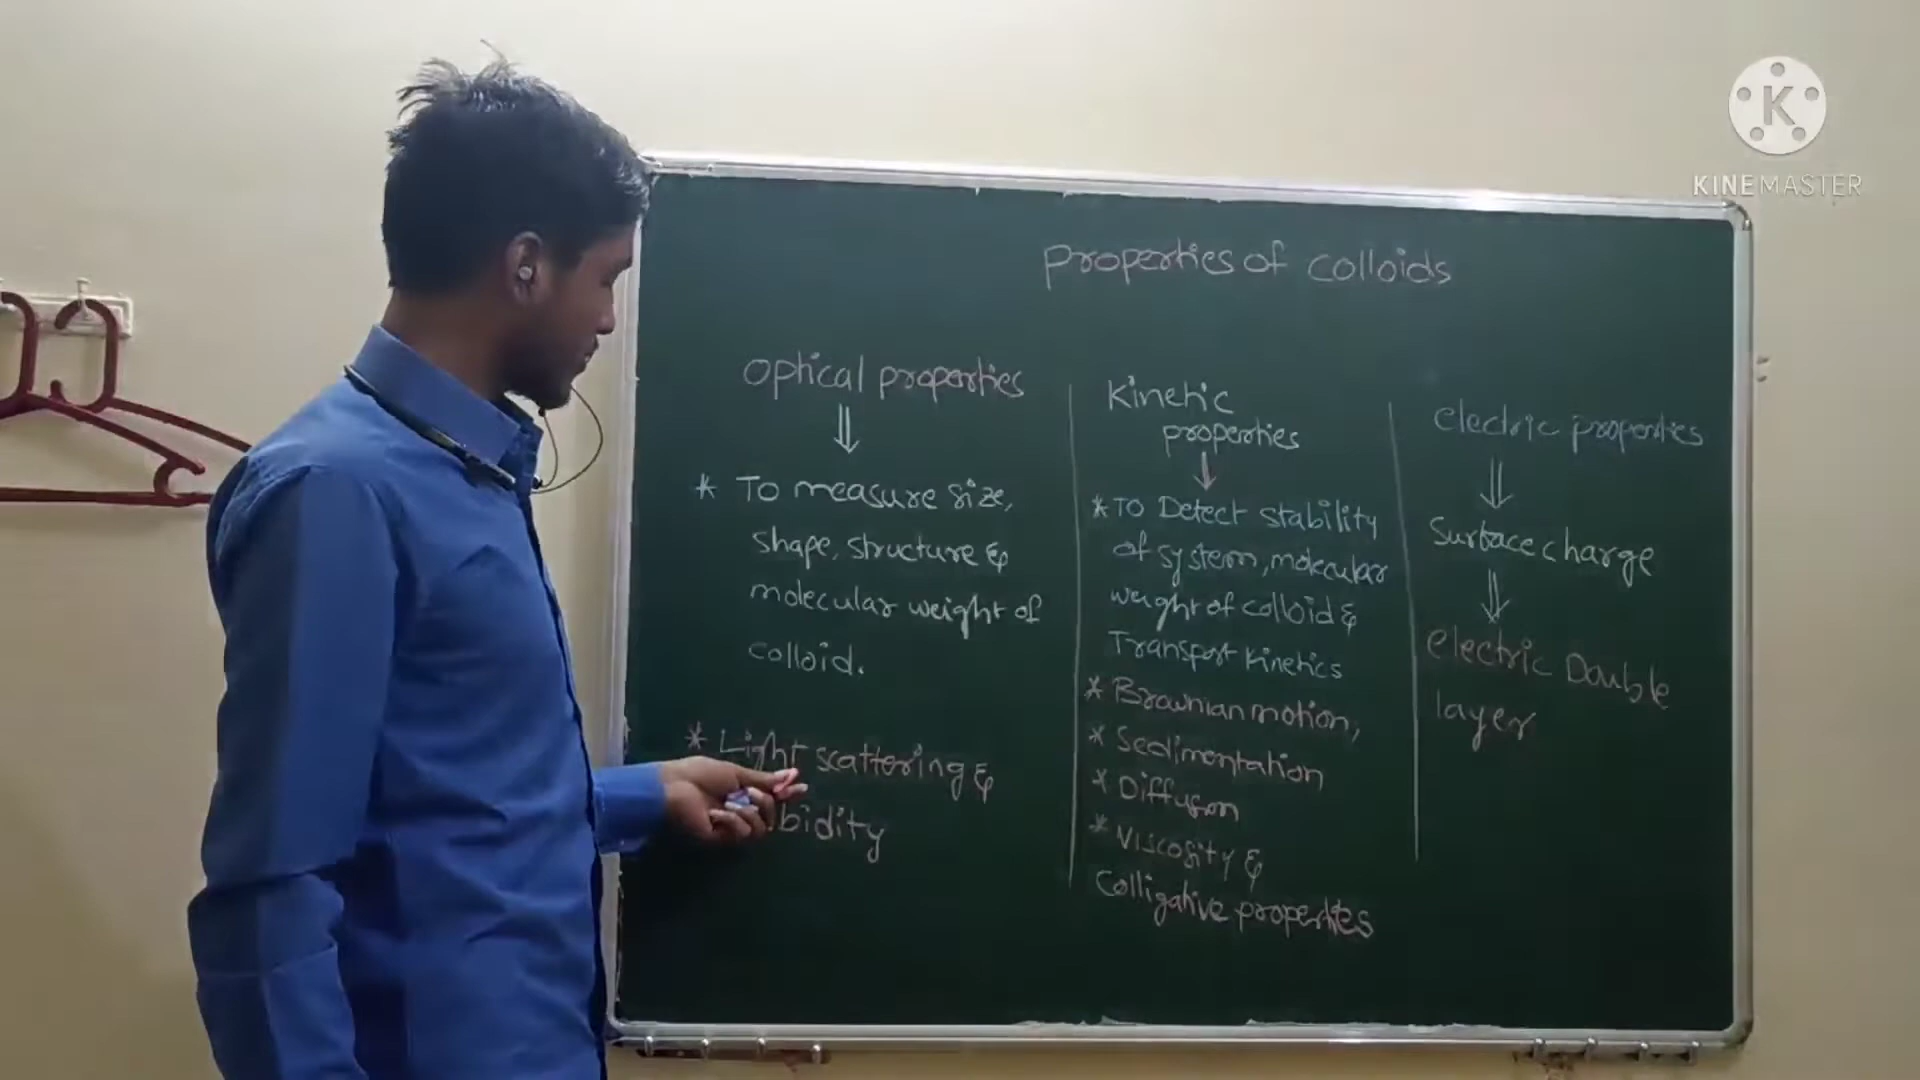 KINEMASTER
properties of colloids
optical properties
⇓
* To measure size,
shape, structure &
molecular weight of
colloid.
* Light scattering &
bidity
Kinetic
properties
↓
* To Detect stability
of system, molecular
weight of colloid &
Transport Kinetics
* Brownian motion,
* Sedimentation
* Diffusion
* Viscosity &
Colligative properties
electric properties
⇓
Surface charge
⇓
electric Double
layer